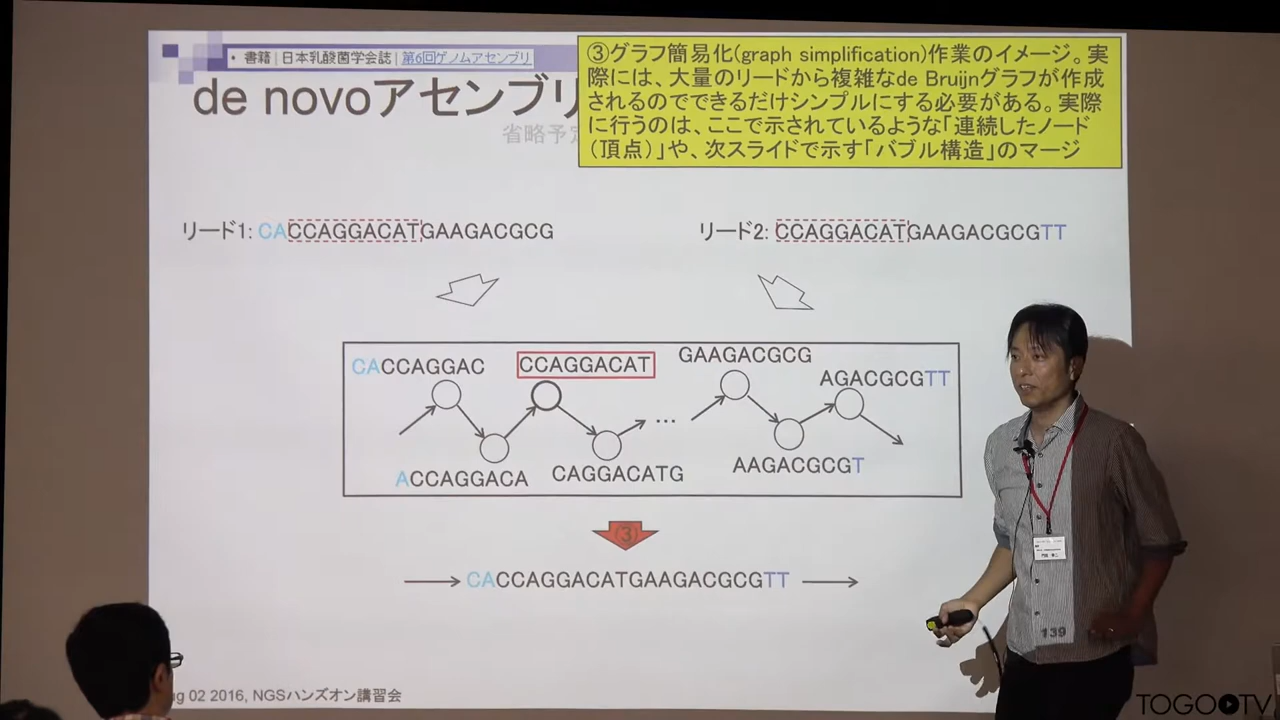 • 書籍 | 日本乳酸菌学会誌 | 第6回ゲノムアセンブリ
de novoアセンブリ
省略予定
③グラフ簡易化(graph simplification)作業のイメージ。実
際には、大量のリードから複雑なde Bruijnグラフが作成
されるのでできるだけシンプルにする必要がある。実際
に行うのは、ここで示されているような「連続したノード
(頂点)」や、次スライドで示す「バブル構造」のマージ
リード1: CACCAGGACATGAAGACGCG
リード2: CCAGGACATGAAGACGCGTT
CACCAGGAC
CCAGGACAT
GAAGACGCG
AGACGCGTT
...
ACCAGGACA
CAGGACATG
AAGACGCGT
③
CACCAGGACATGAAGACGCGTT
139
02 2016, NGSハンズオン講習会
TOGOTV